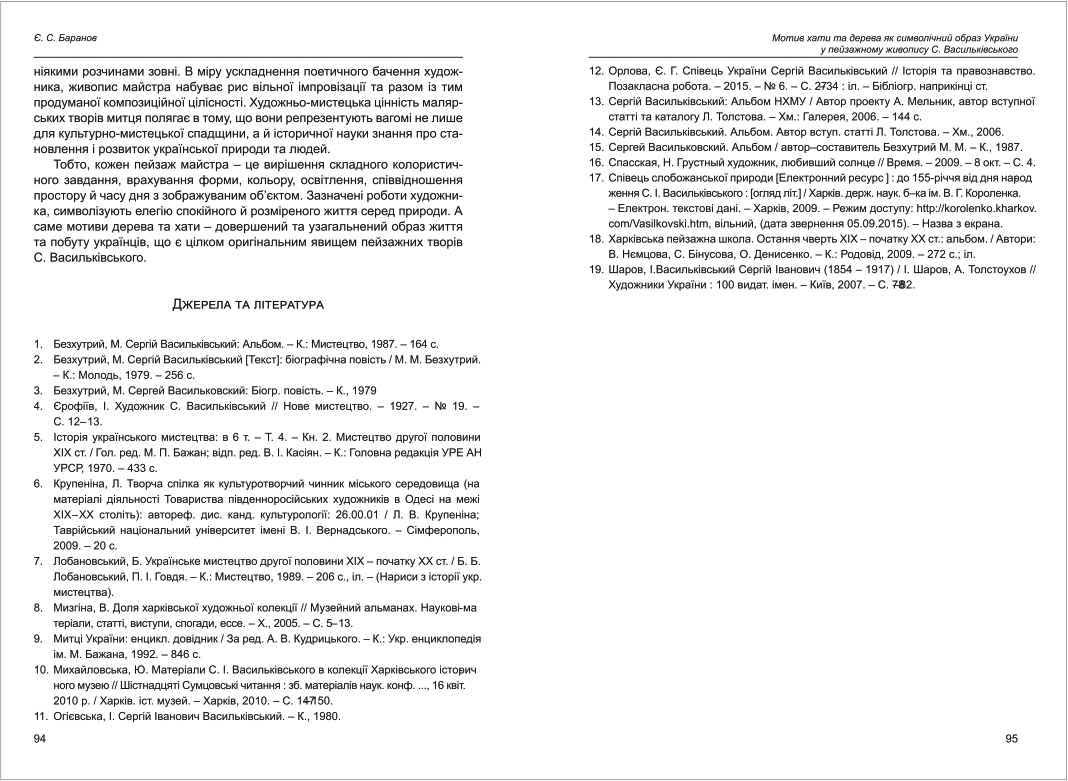 Є. С. Баранов
ніякими розчинами зовні. В міру ускладнення поетичного бачення худож-
ника, живопис майстра набуває рис вільної імпровізації та разом із тим
продуманої композиційної цілісності. Художньо-мистецька цінність маляр-
ських творів митця полягає в тому, що вони репрезентують вагомі не лише
для культурно-мистецької спадщини, а й історичної науки знання про ста-
новлення і розвиток української природи та людей.
Тобто, кожен пейзаж майстра – це вирішення складного колористич-
ного завдання, врахування форми, кольору, освітлення, співвідношення
простору й часу дня з зображуваним об’єктом. Зазначені роботи художни-
ка, символізують елегію спокійного й розміреного життя серед природи. А
саме мотиви дерева та хати – довершений та узагальнений образ життя
та побуту українців, що є цілком оригінальним явищем пейзажних творів
С. Васильківського.
Джерела та література
1. Безхутрий, М. Сергій Васильківський: Альбом. – К.: Мистецтво, 1987. – 164 с.
2. Безхутрий, М. Сергій Васильківський [Текст]: біографічна повість / М. М. Безхутрий.
– К.: Молодь, 1979. – 256 с.
3. Безхутрий, М. Сергей Васильковский: Біогр. повість. – К., 1979
4. Єрофіїв, І. Художник С. Васильківський // Нове мистецтво. – 1927. – № 19. –
С. 12–13.
5. Історія українського мистецтва: в 6 т. – Т. 4. – Кн. 2. Мистецтво другої половини
XIX ст. / Гол. ред. М. П. Бажан; відп. ред. В. І. Касіян. – К.: Головна редакція УРЕ АН
УРСР, 1970. – 433 с.
6. Крупеніна, Л. Творча спілка як культуротворчий чинник міського середовища (на
матеріалі діяльності Товариства південноросійських художників в Одесі на межі
XIX–XX століть): автореф. дис. канд. культурології: 26.00.01 / Л. В. Крупеніна;
Таврійський національний університет імені В. І. Вернадського. – Сімферополь,
2009. – 20 с.
7. Лобановський, Б. Українське мистецтво другої половини XIX – початку XX ст. / Б. Б.
Лобановський, П. І. Говдя. – К.: Мистецтво, 1989. – 206 с., іл. – (Нариси з історії укр.
мистецтва).
8. Мизгіна, В. Доля харківської художньої колекції // Музейний альманах. Наукові-ма
теріали, статті, виступи, спогади, ессе. – Х., 2005. – С. 5–13.
9. Митці України: енцикл. довідник / За ред. А. В. Кудрицького. – К.: Укр. енциклопедія
ім. М. Бажана, 1992. – 846 с.
10. Михайловська, Ю. Матеріали С. І. Васильківського в колекції Харківського історич
ного музею // Шістнадцяті Сумцовські читання : зб. матеріалів наук. конф. ..., 16 квіт.
2010 р. / Харків. іст. музей. – Харків, 2010. – С. 147–150.
11. Огієвська, І. Сергій Іванович Васильківський. – К., 1980.
94
Мотив хати та дерева як символічний образ України
у пейзажному живопису С. Васильківського
12. Орлова, Є. Г. Співець України Сергій Васильківський // Історія та правознавство.
Позакласна робота. – 2015. – № 6. – С. 27–34 : іл. – Бібліогр. наприкінці ст.
13. Сергій Васильківський: Альбом НХМУ / Автор проекту А. Мельник, автор вступної
статті та каталогу Л. Толстова. – Хм.: Галерея, 2006. – 144 с.
14. Сергій Васильківський. Альбом. Автор вступ. статті Л. Толстова. – Хм., 2006.
15. Сергей Васильковский. Альбом / автор–составитель Безхутрий М. М. – К., 1987.
16. Спасская, Н. Грустный художник, любивший солнце // Время. – 2009. – 8 окт. – С. 4.
17. Співець слобожанської природи [Електронний ресурс] : до 155-річчя від дня народ
ження С. І. Васильківського : [огляд літ.] / Харків. держ. наук. б–ка ім. В. Г. Короленка.
– Електрон. текстові дані. – Харків, 2009. – Режим доступу: http://korolenko.kharkov.
com/Vasilkovski.htm, вільний, (дата звернення 05.09.2015). – Назва з екрана.
18. Харківська пейзажна школа. Остання чверть XIX – початку XX ст.: альбом. / Автори:
В. Нємцова, С. Бінусова, О. Денисенко. – К.: Родовід, 2009. – 272 с.; іл.
19. Шаров, І.Васильківський Сергій Іванович (1854 – 1917) / І. Шаров, А. Толстоухов //
Художники України : 100 видат. імен. – Київ, 2007. – С.
95